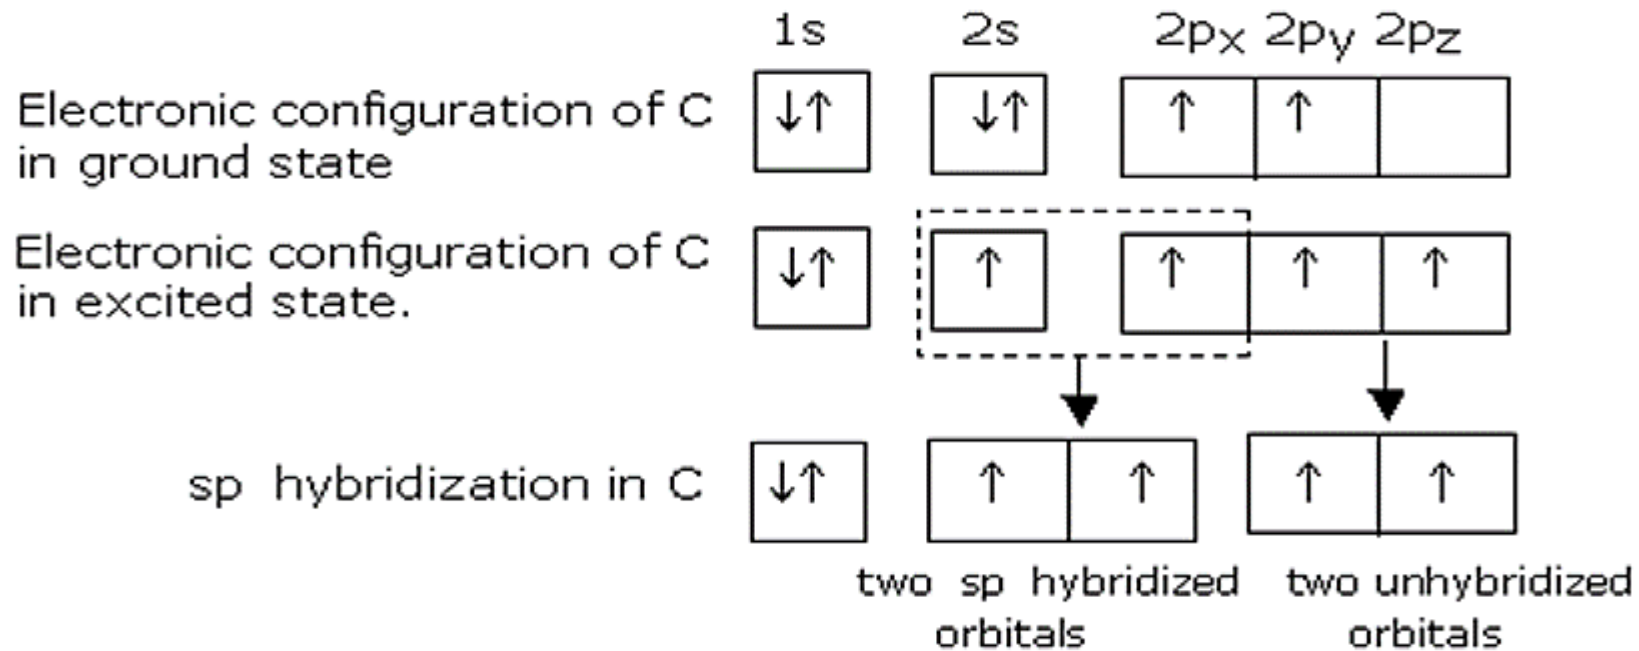 1s 2s 2px 2py 2pz
Electronic configuration of C
in ground state
↓↑ ↓↑ ↑ ↑
Electronic configuration of C
in excited state.
↓↑ ↑ ↑ ↑ ↑
sp hybridization in C
↓↑ ↑ ↑ ↑ ↑
two sp hybridized
orbitals
two unhybridized
orbitals